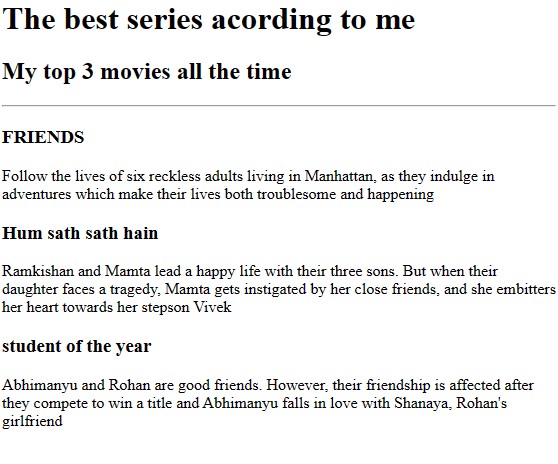 The best series acording to me
My top 3 movies all the time
FRIENDS
Follow the lives of six reckless adults living in Manhattan, as they indulge in
adventures which make their lives both troublesome and happening
Hum sath sath hain
Ramkishan and Mamta lead a happy life with their three sons. But when their
daughter faces a tragedy, Mamta gets instigated by her close friends, and she embitters
her heart towards her stepson Vivek
student of the year
Abhimanyu and Rohan are good friends. However, their friendship is affected after
they compete to win a title and Abhimanyu falls in love with Shanaya, Rohan's
girlfriend